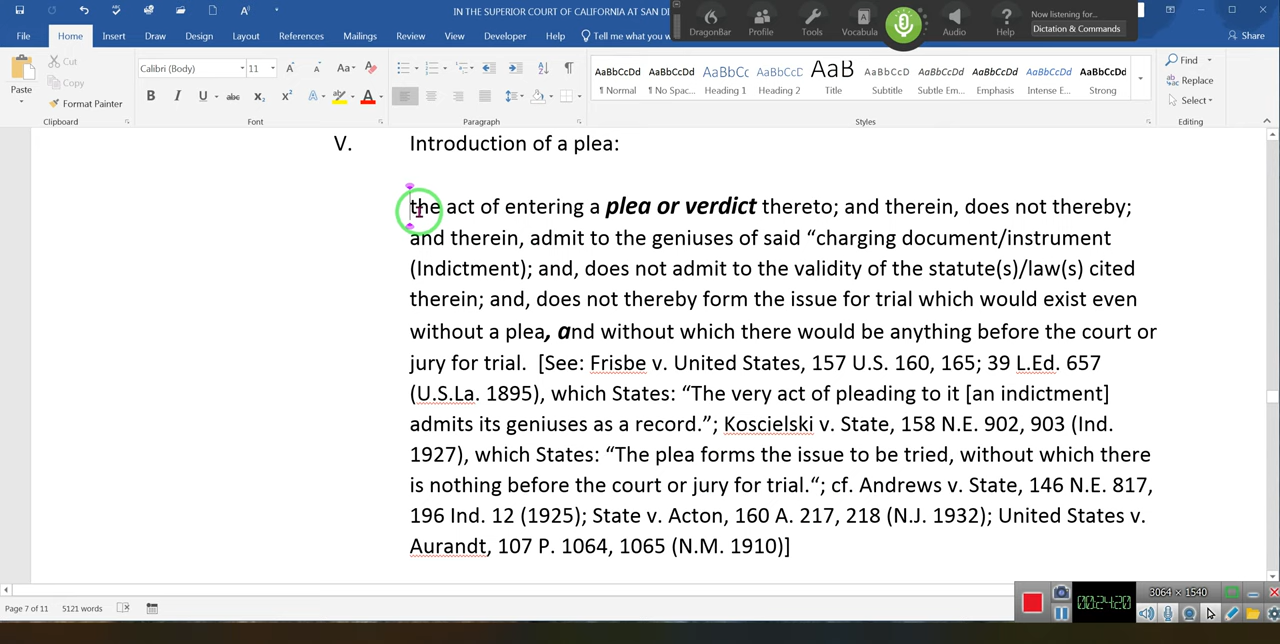 IN THE SUPERIOR COURT OF CALIFORNIA AT SAN DI
DragonBar Profile Tools Vocabula Audio Help
Now listening for...
Dictation & Commands
File Home Insert Draw Design Layout References Mailings Review View Developer Help Tell me what you w Share
Paste
Cut
Copy
Format Painter
Clipboard
Calibri (Body) 11
Font
Paragraph
AaBbCcDd AaBbCcDd AaBbCc AaBbCcDd AaB AaBbCcD AaBbCcDd AaBbCcDd AaBbCcDd AaBbCcDd
¶ Normal ¶ No Spac... Heading 1 Heading 2 Title Subtitle Subtle Em... Emphasis Intense E... Strong
Styles
Find
Replace
Select
Editing
V. Introduction of a plea:
the act of entering a plea or verdict thereto; and therein, does not thereby;
and therein, admit to the geniuses of said “charging document/instrument
(Indictment); and, does not admit to the validity of the statute(s)/law(s) cited
therein; and, does not thereby form the issue for trial which would exist even
without a plea, and without which there would be anything before the court or
jury for trial. [See: Frisbe v. United States, 157 U.S. 160, 165; 39 L.Ed. 657
(U.S.La. 1895), which States: “The very act of pleading to it [an indictment]
admits its geniuses as a record.”; Koscielski v. State, 158 N.E. 902, 903 (Ind.
1927), which States: “The plea forms the issue to be tried, without which there
is nothing before the court or jury for trial.“; cf. Andrews v. State, 146 N.E. 817,
196 Ind. 12 (1925); State v. Acton, 160 A. 217, 218 (N.J. 1932); United States v.
Aurandt, 107 P. 1064, 1065 (N.M. 1910)]
Page 7 of 11 5121 words
00:24:20
3064 × 1540